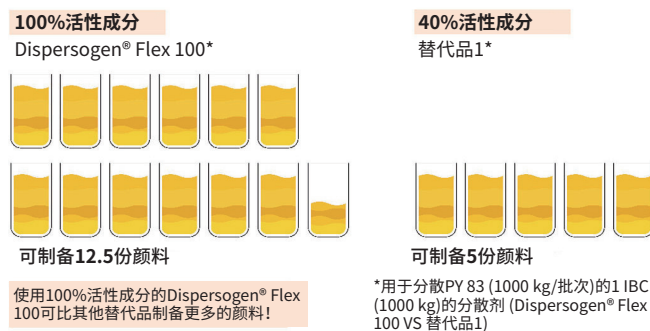 100%活性成分
Dispersogen® Flex 100*
40%活性成分
替代品1*
可制备12.5份颜料
可制备5份颜料
使用100%活性成分的Dispersogen® Flex
100可比其他替代品制备更多的颜料！
*用于分散PY 83 (1000 kg/批次)的1 IBC
(1000 kg)的分散剂 (Dispersogen® Flex
100 VS 替代品1)